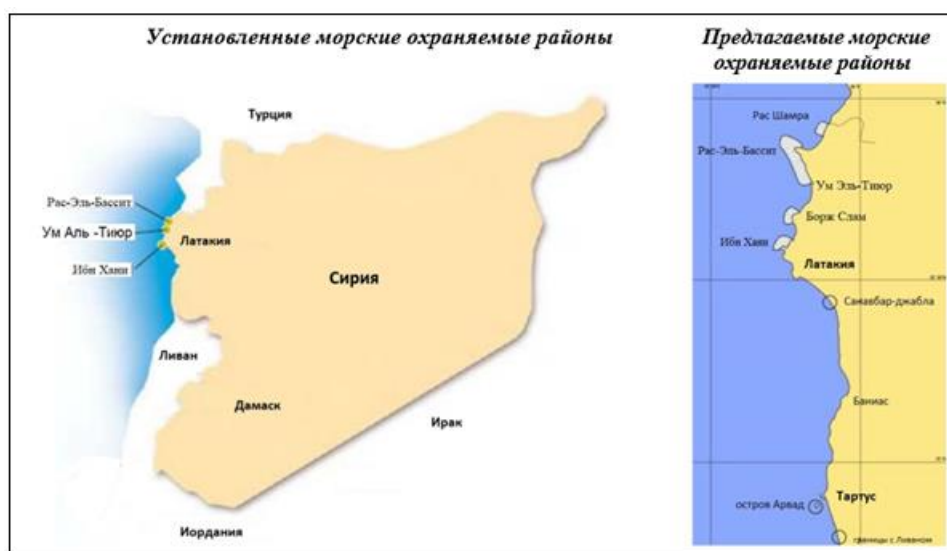 Установленные морские охраняемые районы
Турция
Рас-Эль-Бассит
Ум Аль -Тиюр
Латакия
Ибн Хани
Сирия
Ливан
Дамаск
Ирак
Иордания
Предлагаемые морские
охраняемые районы
Рас Шамра
Рас-Эль-Бассит
Ум Эль-Тиюр
Борж Слам
Ибн Хани
Латакия
Санавбар-джабла
Баниас
Тартус
остров Арвад
границы с Ливаном